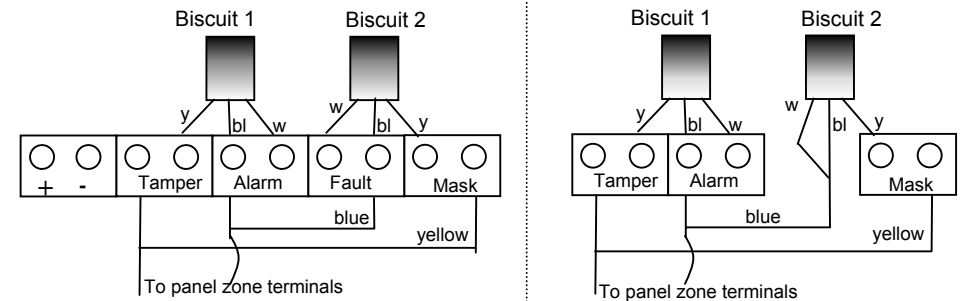 Biscuit 1 Biscuit 2
y bl w w bl y
+ - Tamper Alarm Fault Mask
blue
yellow
To panel zone terminals
Biscuit 1 Biscuit 2
y bl w w bl y
Tamper Alarm Mask
blue
yellow
To panel zone terminals